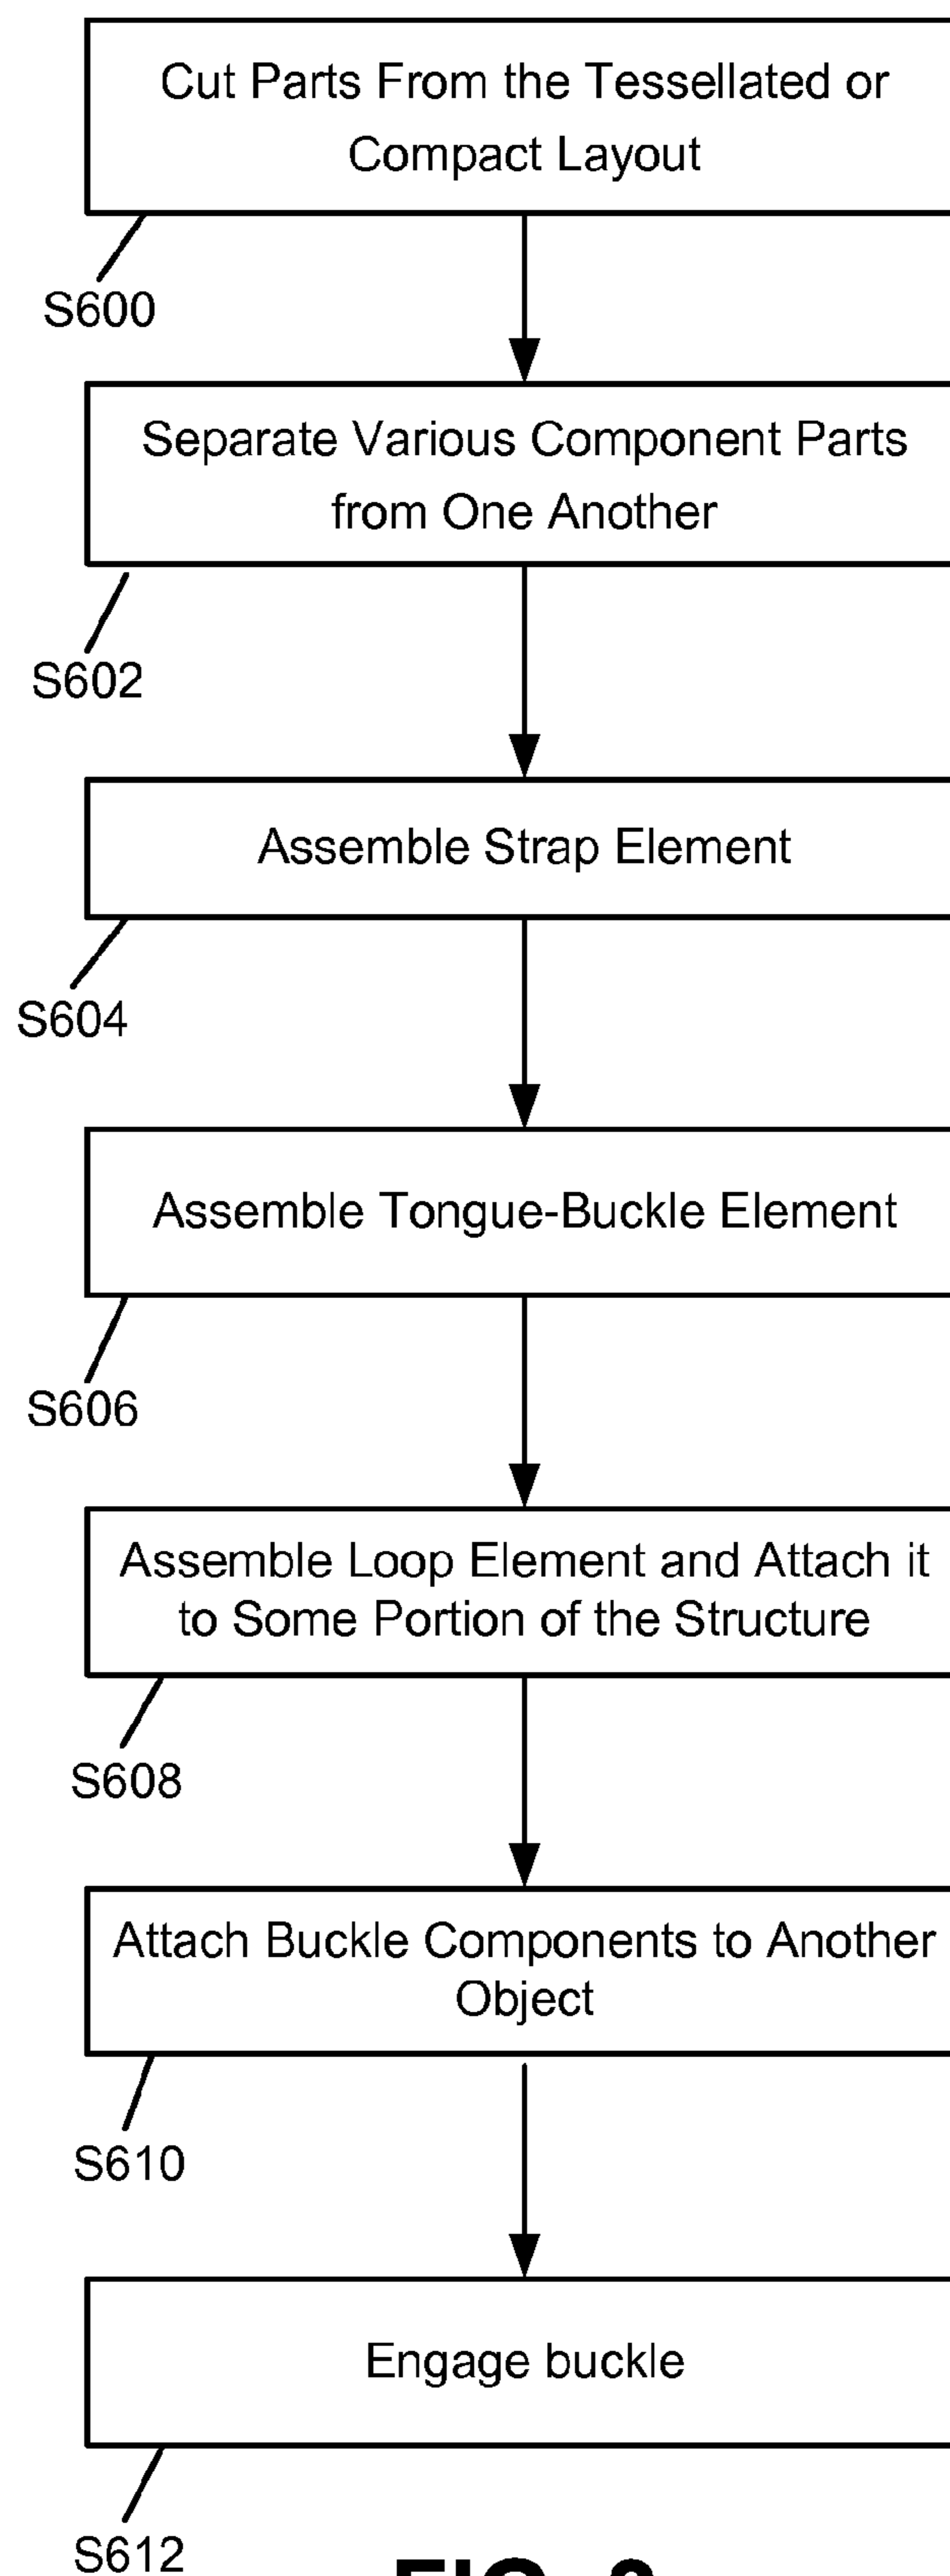 Cut Parts From the Tessellated or
Compact Layout
S600
Separate Various Component Parts
from One Another
S602
Assemble Strap Element
S604
Assemble Tongue-Buckle Element
S606
Assemble Loop Element and Attach it
to Some Portion of the Structure
S608
Attach Buckle Components to Another
Object
S610
Engage buckle
S612